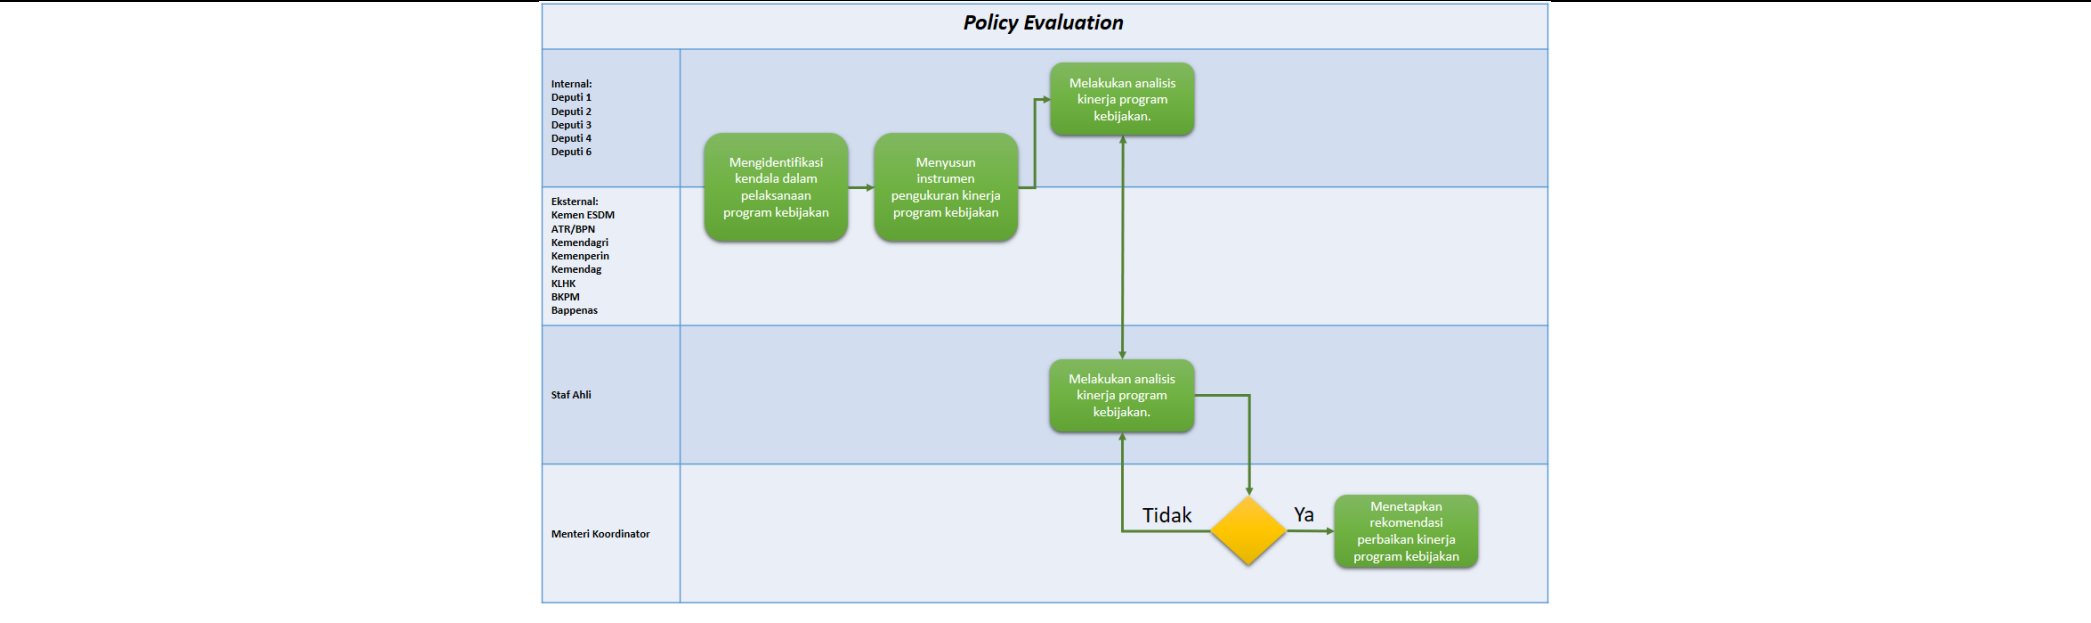 Policy Evaluation
Internal:
Deputi 1
Deputi 2
Deputi 3
Deputi 4
Deputi 6
Melakukan analisis
kinerja program
kebijakan.
Mengidentifikasi
kendala dalam
pelaksanaan
program kebijakan
Menyusun
instrumen
pengukuran kinerja
program kebijakan
Eksternal:
Kemen ESDM
ATR/BPN
Kemendagri
Kemenperin
Kemendag
KLHK
BKPM
Bappenas
Staf Ahli
Melakukan analisis
kinerja program
kebijakan.
Menteri Koordinator
Tidak
Ya
Menetapkan
rekomendasi
perbaikan kinerja
program kebijakan